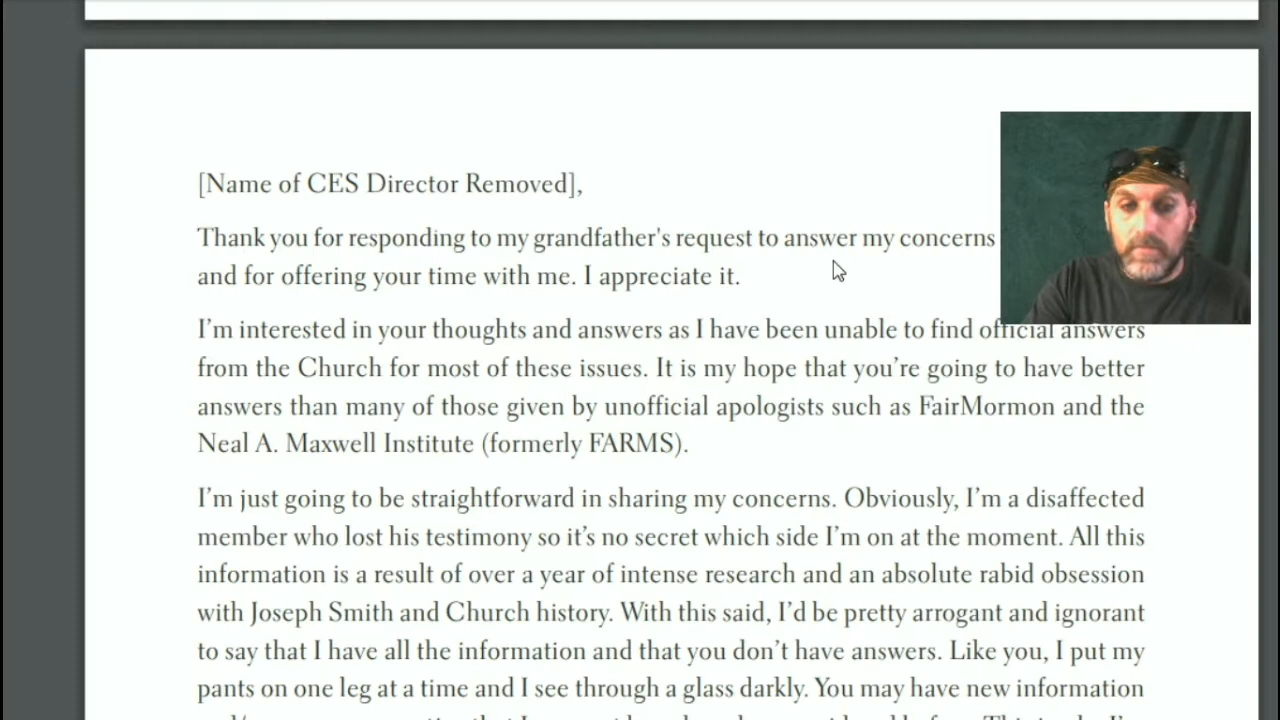 [Name of CES Director Removed],
Thank you for responding to my grandfather's request to answer my concerns
and for offering your time with me. I appreciate it.
I’m interested in your thoughts and answers as I have been unable to find official answers
from the Church for most of these issues. It is my hope that you’re going to have better
answers than many of those given by unofficial apologists such as FairMormon and the
Neal A. Maxwell Institute (formerly FARMS).
I’m just going to be straightforward in sharing my concerns. Obviously, I’m a disaffected
member who lost his testimony so it’s no secret which side I’m on at the moment. All this
information is a result of over a year of intense research and an absolute rabid obsession
with Joseph Smith and Church history. With this said, I’d be pretty arrogant and ignorant
to say that I have all the information and that you don’t have answers. Like you, I put my
pants on one leg at a time and I see through a glass darkly. You may have new information